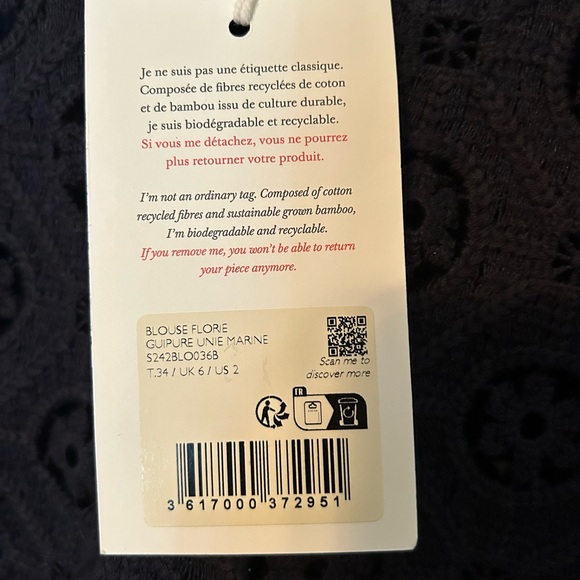 Je ne suis pas une étiquette classique.
Composée de fibres recyclées de coton
et de bambou issu de culture durable,
je suis biodégradable et recyclable.
Si vous me détachez, vous ne pourrez
plus retourner votre produit.
I'm not an ordinary tag. Composed of cotton
recycled fibres and sustainable grown bamboo,
I'm biodegradable and recyclable.
If you remove me, you won't be able to return
your piece anymore.
BLOUSE FLORIE
GUIPURE UNIE MARINE
S242BLO036B
T.34 / UK 6 / US 2
Scan me to
discover more
FR
3 617000 372951